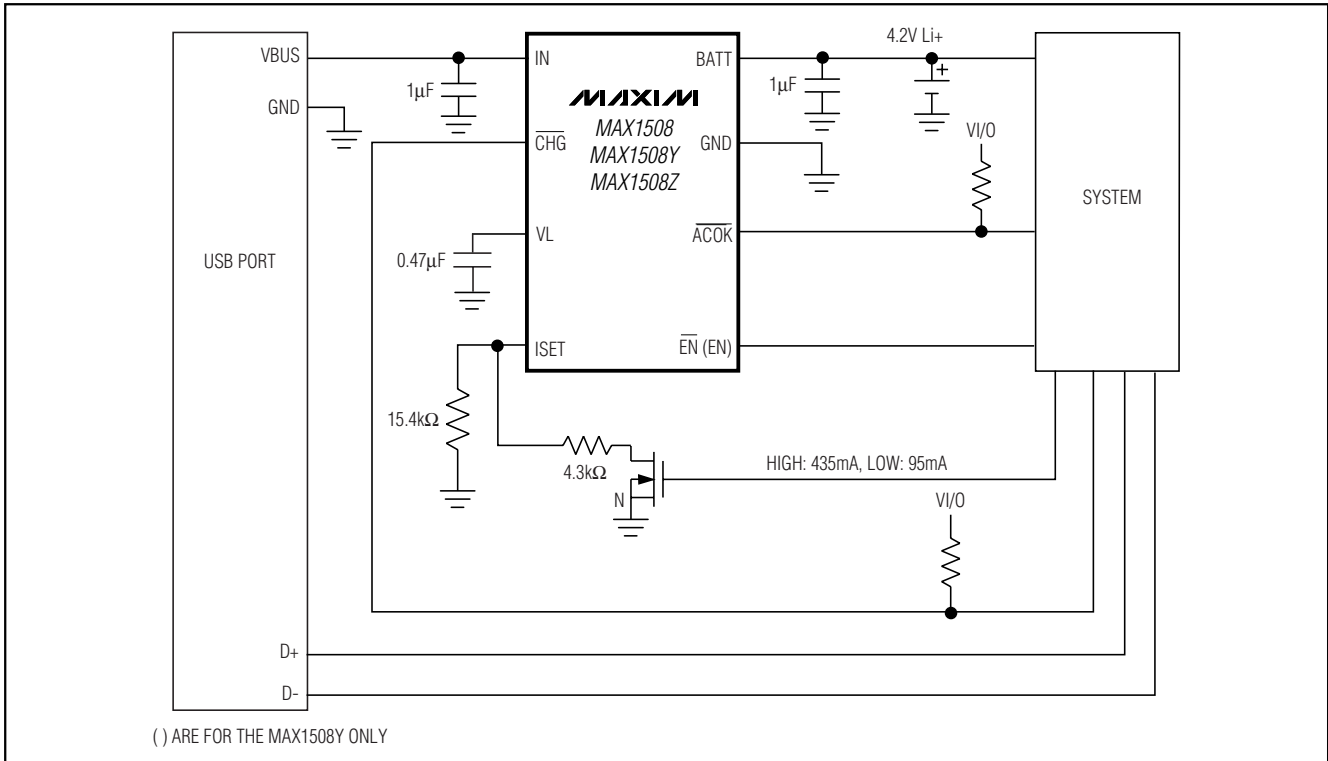 4.2V Li+
VBUS
IN
BATT
+
1µF
1µF
GND
MAXIM
MAX1508
MAX1508Y
MAX1508Z
VI/O
CHG
GND
SYSTEM
USB PORT
VL
ACOK
0.47µF
ISET
EN (EN)
15.4kΩ
4.3kΩ
HIGH: 435mA, LOW: 95mA
N
VI/O
D+
D-
( ) ARE FOR THE MAX1508Y ONLY